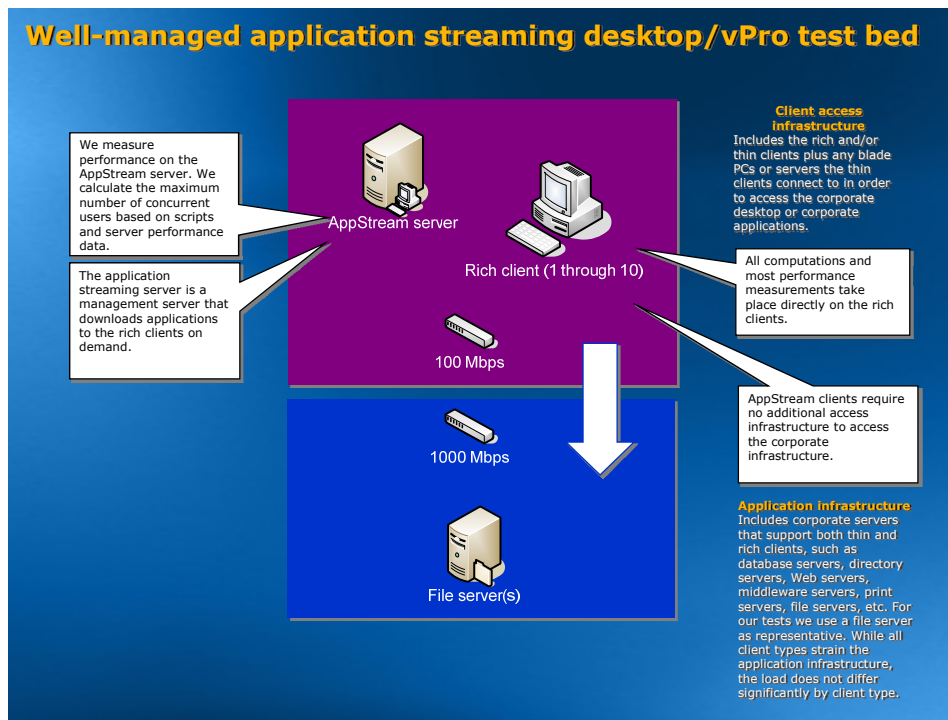 Well-managed application streaming desktop/vPro test bed
We measure
performance on the
AppStream server. We
calculate the maximum
number of concurrent
users based on scripts
and server performance
data.
The application
streaming server is a
management server that
downloads applications
to the rich clients on
demand.
AppStream server
Rich client (1 through 10)
100 Mbps
1000 Mbps
File server(s)
Client access
infrastructure
Includes the rich and/or
thin clients plus any blade
PCs or servers the thin
clients connect to in order
to access the corporate
desktop or corporate
applications.
All computations and
most performance
measurements take
place directly on the rich
clients.
AppStream clients require
no additional access
infrastructure to access
the corporate
infrastructure.
Application infrastructure
Includes corporate servers
that support both thin and
rich clients, such as
database servers, directory
servers, Web servers,
middleware servers, print
servers, file servers, etc. For
our tests we use a file server
as representative. While all
client types strain the
application infrastructure,
the load does not differ
significantly by client type.